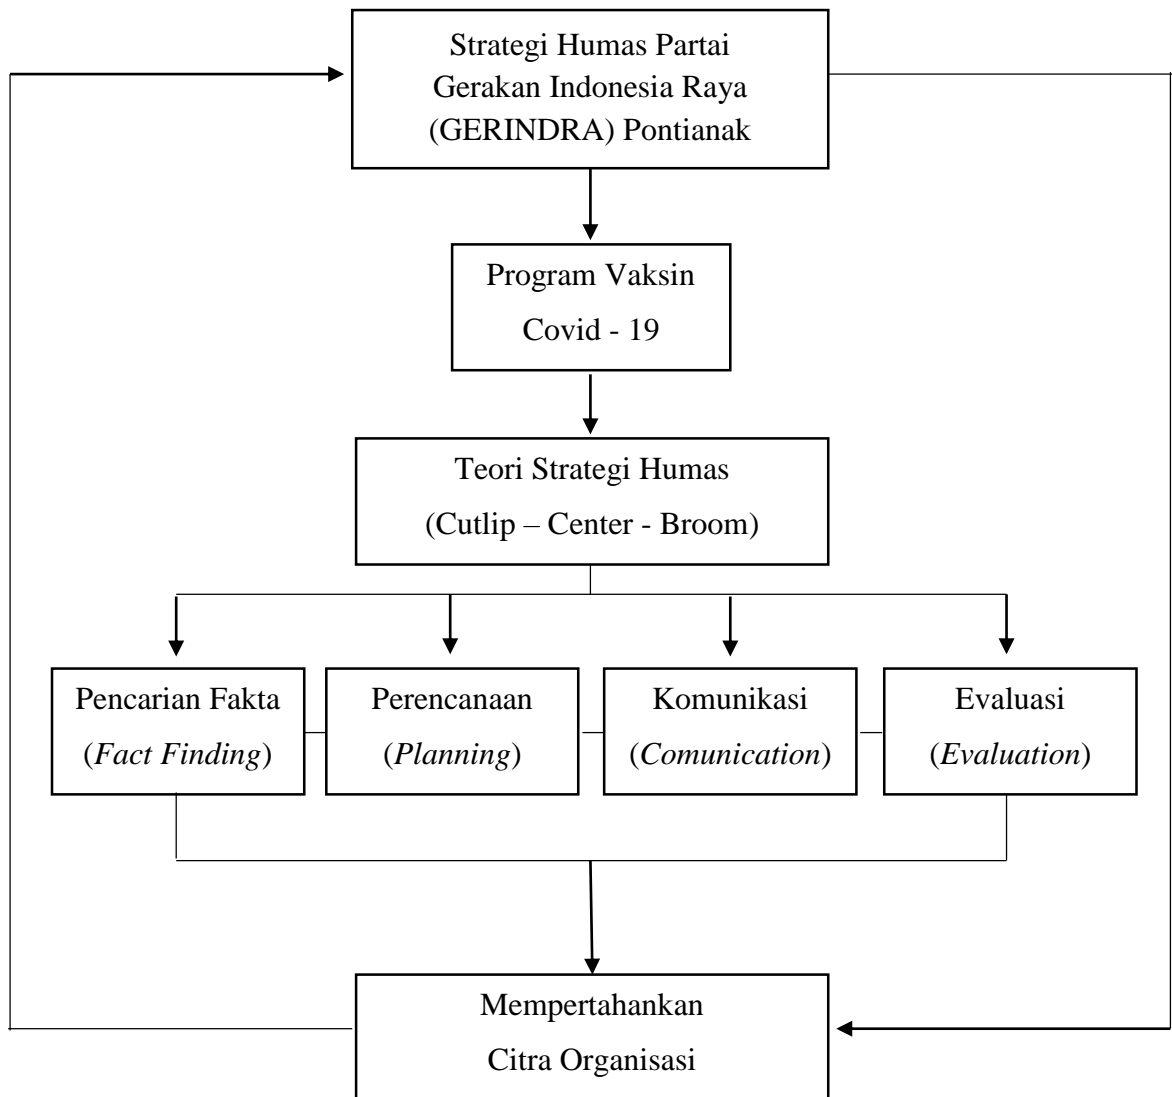 Strategi Humas Partai
Gerakan Indonesia Raya
(GERINDRA) Pontianak
Program Vaksin
Covid - 19
Teori Strategi Humas
(Cutlip – Center - Broom)
Pencarian Fakta
(Fact Finding)
Perencanaan
(Planning)
Komunikasi
(Comunication)
Evaluasi
(Evaluation)
Mempertahankan
Citra Organisasi